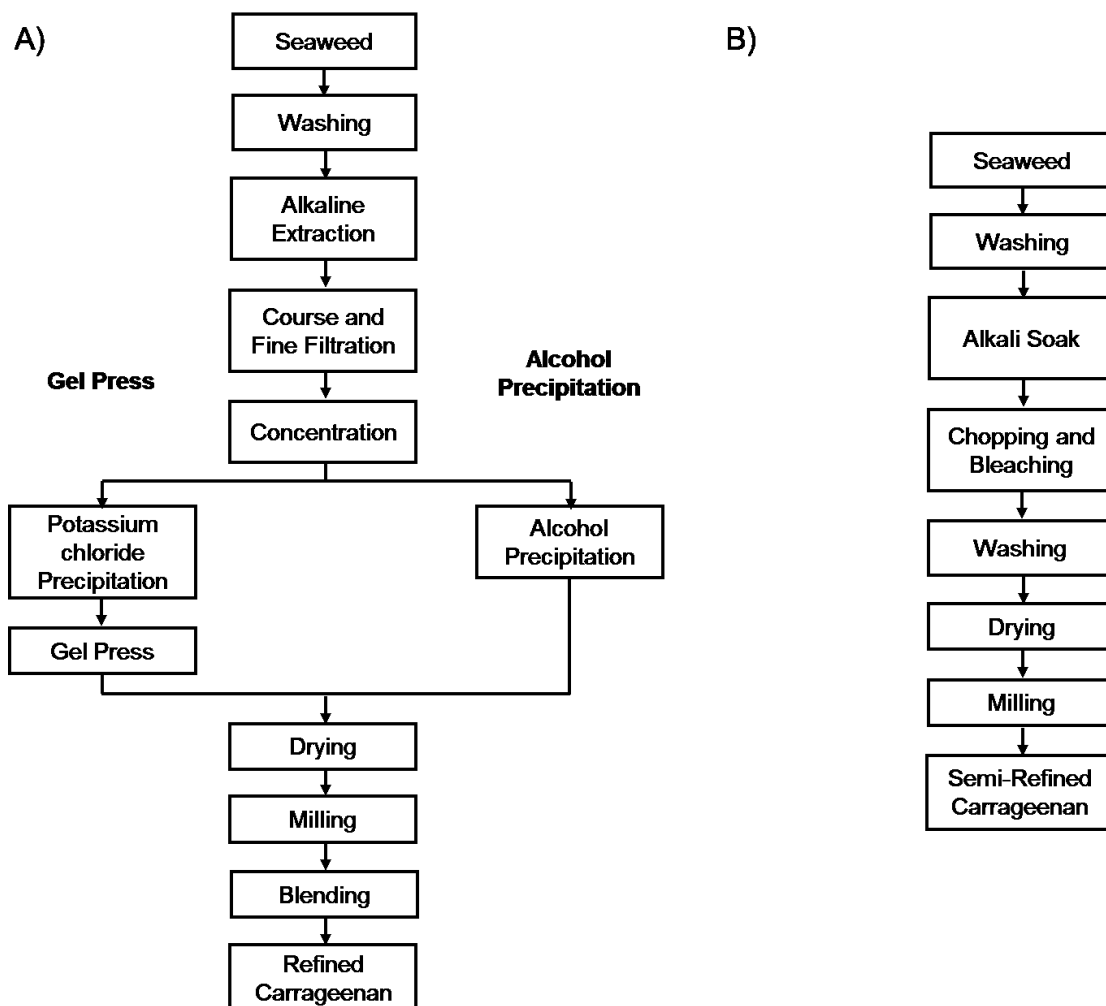 A)
Seaweed
Washing
Alkaline
Extraction
Course and
Fine Filtration
Gel Press
Alcohol
Precipitation
Concentration
Potassium
chloride
Precipitation
Alcohol
Precipitation
Gel Press
Drying
Milling
Blending
Refined
Carrageenan
B)
Seaweed
Washing
Alkali Soak
Chopping and
Bleaching
Washing
Drying
Milling
Semi-Refined
Carrageenan